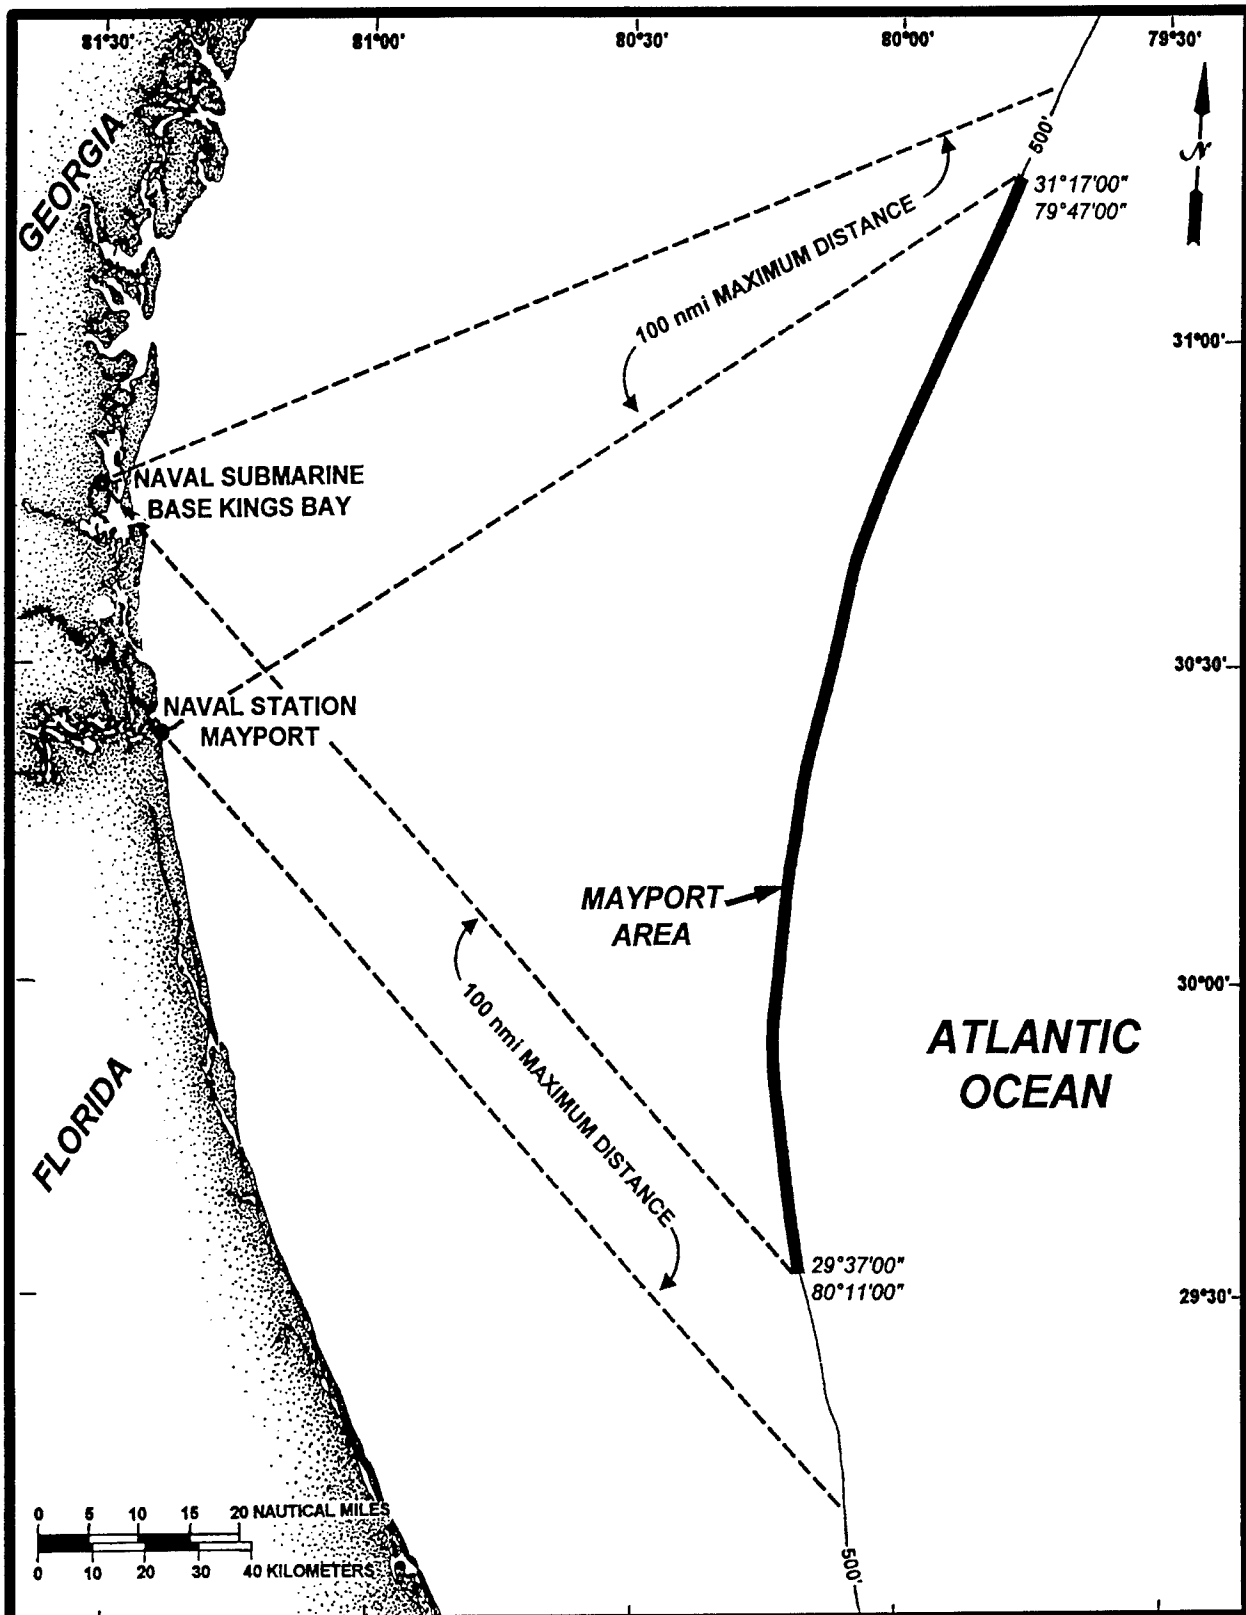 81°30'
81°00'
80°30'
80°00'
79°30'
N
GEORGIA
500'
31°17'00"
79°47'00"
100 nmi MAXIMUM DISTANCE
31°00'
NAVAL SUBMARINE
BASE KINGS BAY
30°30'
NAVAL STATION
MAYPORT
MAYPORT
AREA
30°00'
100 nmi MAXIMUM DISTANCE
ATLANTIC
OCEAN
FLORIDA
29°37'00"
80°11'00"
29°30'
0 5 10 15 20 NAUTICAL MILES
0 10 20 30 40 KILOMETERS
500'